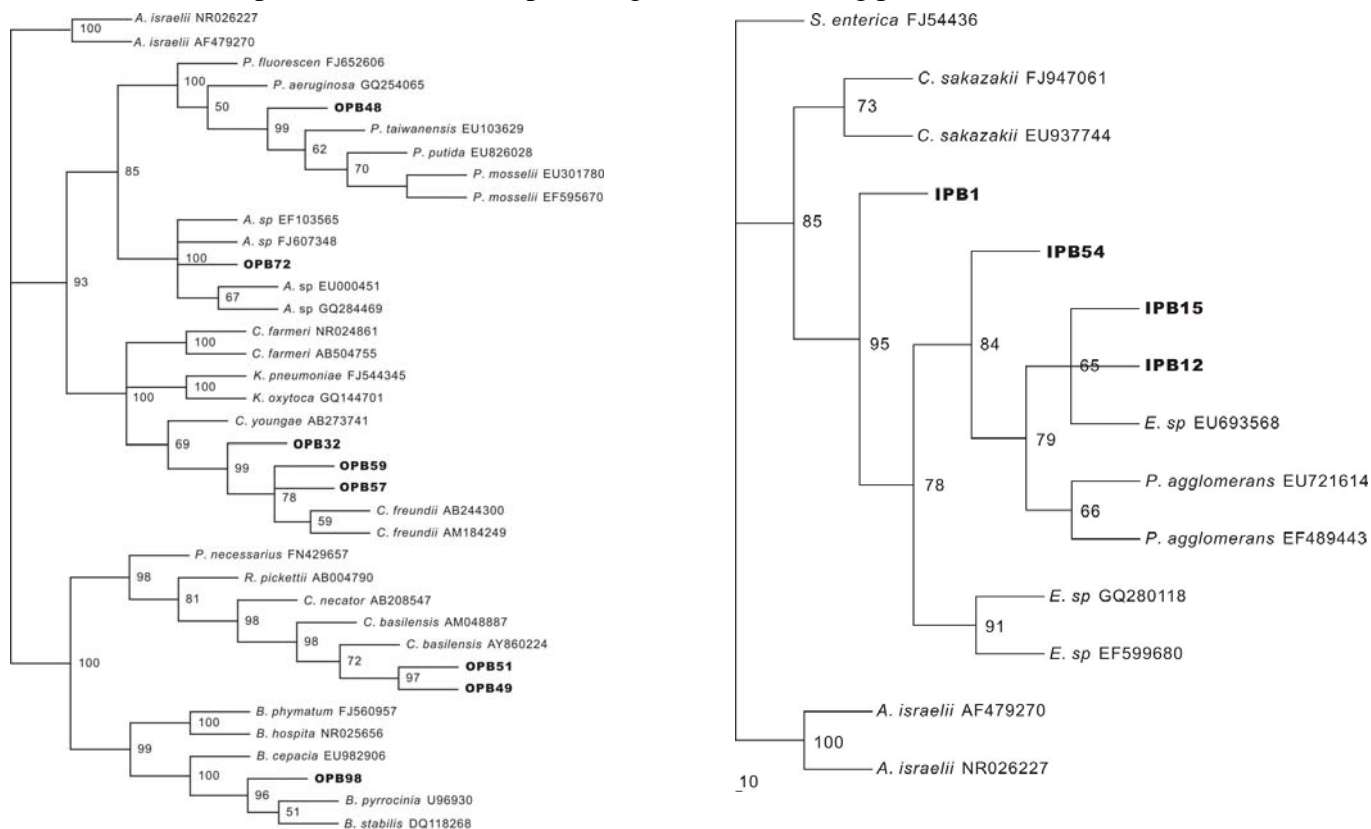 A. israelii NR026227
100
A. israelii AF479270
P. fluorescen FJ652606
100
P. aeruginosa GQ254065
50
OPB48
99
P. taiwanensis EU103629
62
P. putida EU826028
70
P. mosselii EU301780
P. mosselii EF595670
85
A. sp EF103565
A. sp FJ607348
100
OPB72
A. sp EU000451
67
A. sp GQ284469
93
C. farmeri NR024861
100
C. farmeri AB504755
K. pneumoniae FJ544345
100
K. oxytoca GQ144701
100
C. youngae AB273741
69
OPB32
99
OPB59
OPB57
78
C. freundii AB244300
59
C. freundii AM184249
P. necessarius FN429657
98
R. pickettii AB004790
81
C. necator AB208547
98
C. basilensis AM048887
98
C. basilensis AY860224
72
OPB51
97
OPB49
100
B. phymatum FJ560957
100
B. hospita NR025656
99
B. cepacia EU982906
100
OPB98
96
B. pyrrocinia U96930
51
B. stabilis DQ118268
S. enterica FJ54436
C. sakazakii FJ947061
73
C. sakazakii EU937744
85
IPB1
95
IPB54
84
IPB15
65
IPB12
E. sp EU693568
79
P. agglomerans EU721614
66
P. agglomerans EF489443
78
E. sp GQ280118
91
E. sp EF599680
A. israelii AF479270
100
A. israelii NR026227
10